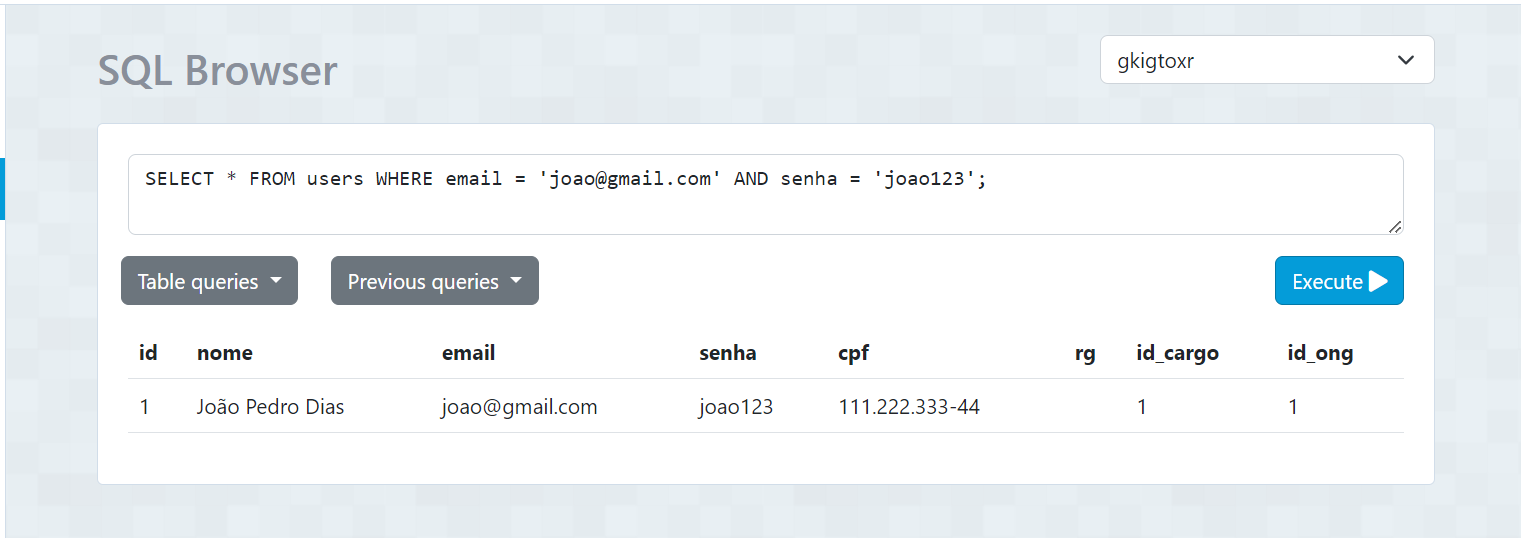 SQL Browser
gkigtoxr
SELECT * FROM users WHERE email = 'joao@gmail.com' AND senha = 'joao123';
Table queries
Previous queries
Execute
id nome email senha cpf rg id_cargo id_ong
1 João Pedro Dias joao@gmail.com joao123 111.222.333-44 1 1